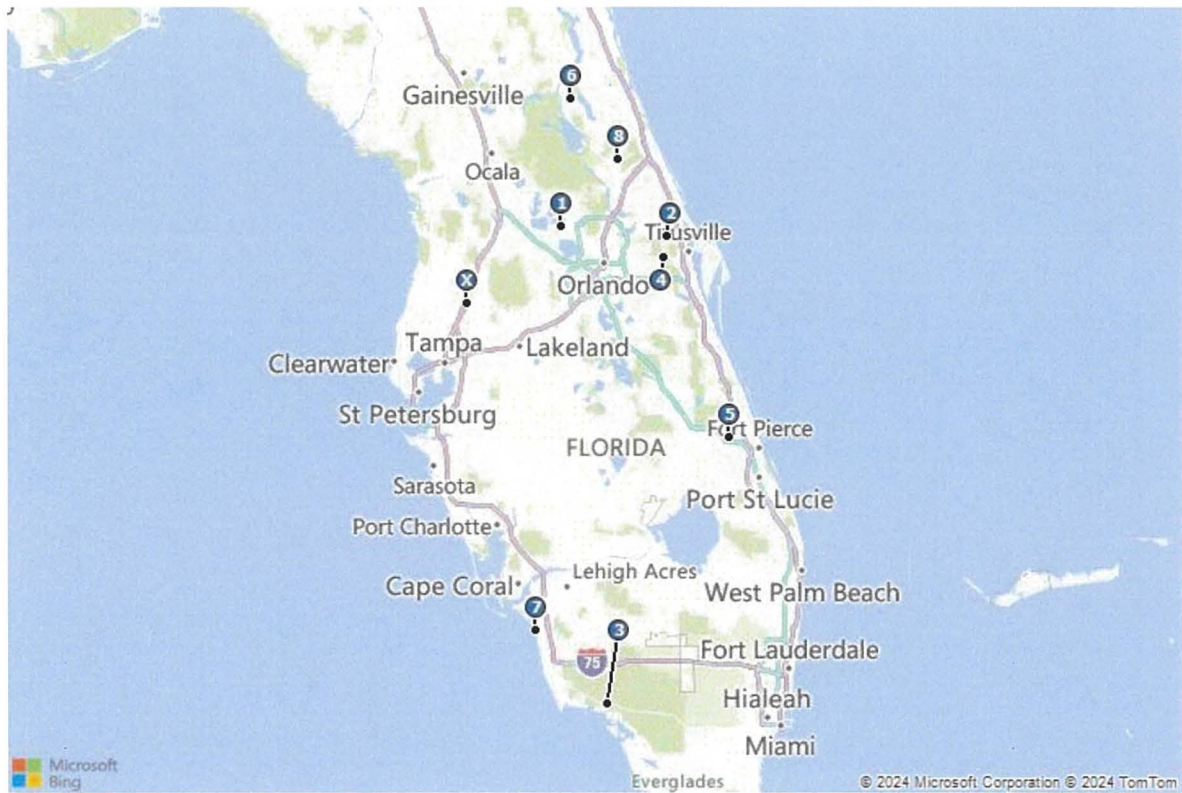 6
Gainesville
8
Ocala
1
2
Titusville
X
Orlando
4
Tampa
Lakeland
Clearwater
St Petersburg
5
Fort Pierce
FLORIDA
Sarasota
Port St Lucie
Port Charlotte
Lehigh Acres
Cape Coral
West Palm Beach
7
3
Fort Lauderdale
75
Hialeah
Miami
Microsoft
Bing
Everglades
© 2024 Microsoft Corporation © 2024 TomTom